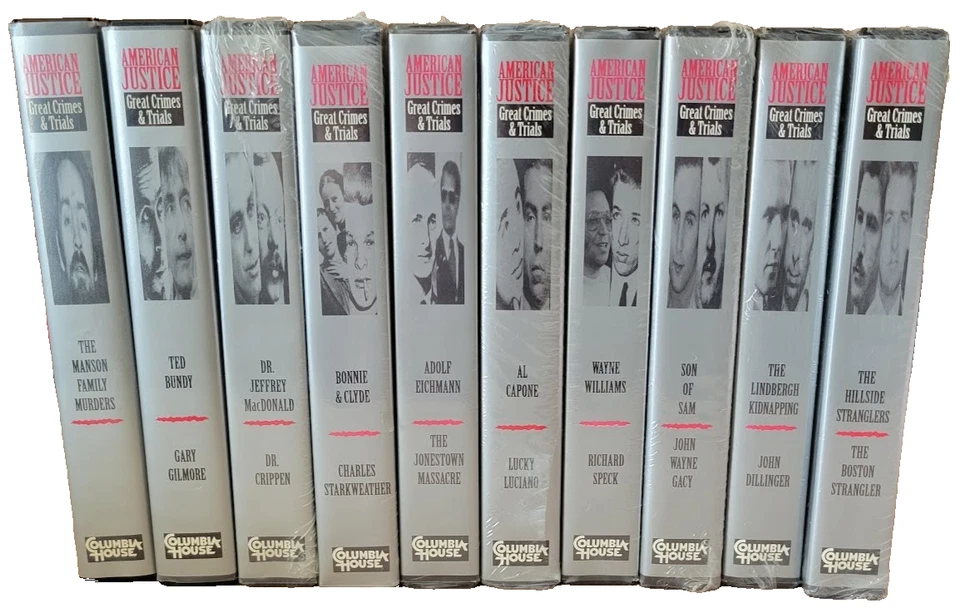 AMERICAN
JUSTICE
Great Crimes
& Trials
THE
MANSON
FAMILY
MURDERS
COLUMBIA
HOUSE
AMERICAN
JUSTICE
Great Crimes
& Trials
TED
BUNDY
GARY
GILMORE
COLUMBIA
HOUSE
AMERICAN
JUSTICE
Great Crimes
& Trials
DR.
JEFFREY
MacDONALD
DR.
CRIPPEN
COLUMBIA
HOUSE
AMERICAN
JUSTICE
Great Crimes
& Trials
BONNIE
& CLYDE
CHARLES
STARKWEATHER
COLUMBIA
HOUSE
AMERICAN
JUSTICE
Great Crimes
& Trials
ADOLF
EICHMANN
THE
JONESTOWN
MASSACRE
COLUMBIA
HOUSE
AMERICAN
JUSTICE
Great Crimes
& Trials
AL
CAPONE
LUCKY
LUCIANO
COLUMBIA
HOUSE
AMERICAN
JUSTICE
Great Crimes
& Trials
WAYNE
WILLIAMS
RICHARD
SPECK
COLUMBIA
HOUSE
AMERICAN
JUSTICE
Great Crimes
& Trials
SON
OF
SAM
JOHN
WAYNE
GACY
COLUMBIA
HOUSE
AMERICAN
JUSTICE
Great Crimes
& Trials
THE
LINDBERGH
KIDNAPPING
JOHN
DILLINGER
COLUMBIA
HOUSE
AMERICAN
JUSTICE
Great Crimes
& Trials
THE
HILLSIDE
STRANGLERS
THE
BOSTON
STRANGLER
COLUMBIA
HOUSE